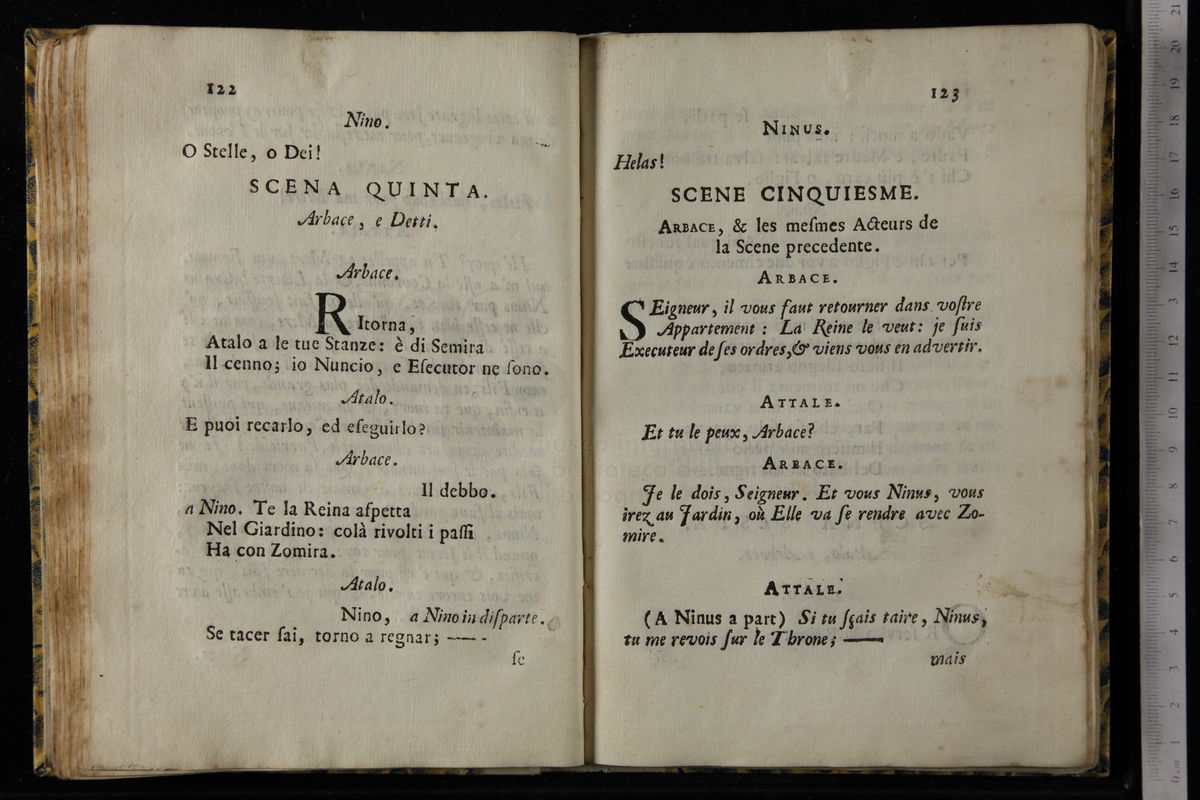 122
Nino.
O Stelle, o Dei!
SCENA QUINTA.
Arbace, e Detti.
Arbace.
RItorna,
Atalo a le tue Stanze: è di Semira
Il cenno; io Nuncio, e Eſecutor ne ſono.
Atalo.
E puoi recarlo, ed eſeguirlo?
Arbace.
Il debbo.
a Nino. Te la Reina aſpetta
Nel Giardino: colà rivolti i paſſi
Ha con Zomira.
Atalo.
Nino, a Nino in diſparte.
Se tacer ſai, torno a regnar; ----
ſe
123
NINUS.
Helas!
SCENE CINQUIESME.
ARBACE, & les meſmes Acteurs de
la Scene precedente.
ARBACE.
SEigneur, il vous faut retourner dans voſtre
Appartement : La Reine le veut: je ſuis
Executeur de ſes ordres, & viens vous en advertir.
ATTALE.
Et tu le peux, Arbace?
ARBACE.
Je le dois, Seigneur. Et vous Ninus, vous
irez au Jardin, où Elle va ſe rendre avec Zo-
mire.
ATTALE.
(A Ninus a part) Si tu ſçais taire, Ninus,
tu me revois ſur le Throne; ——
mais